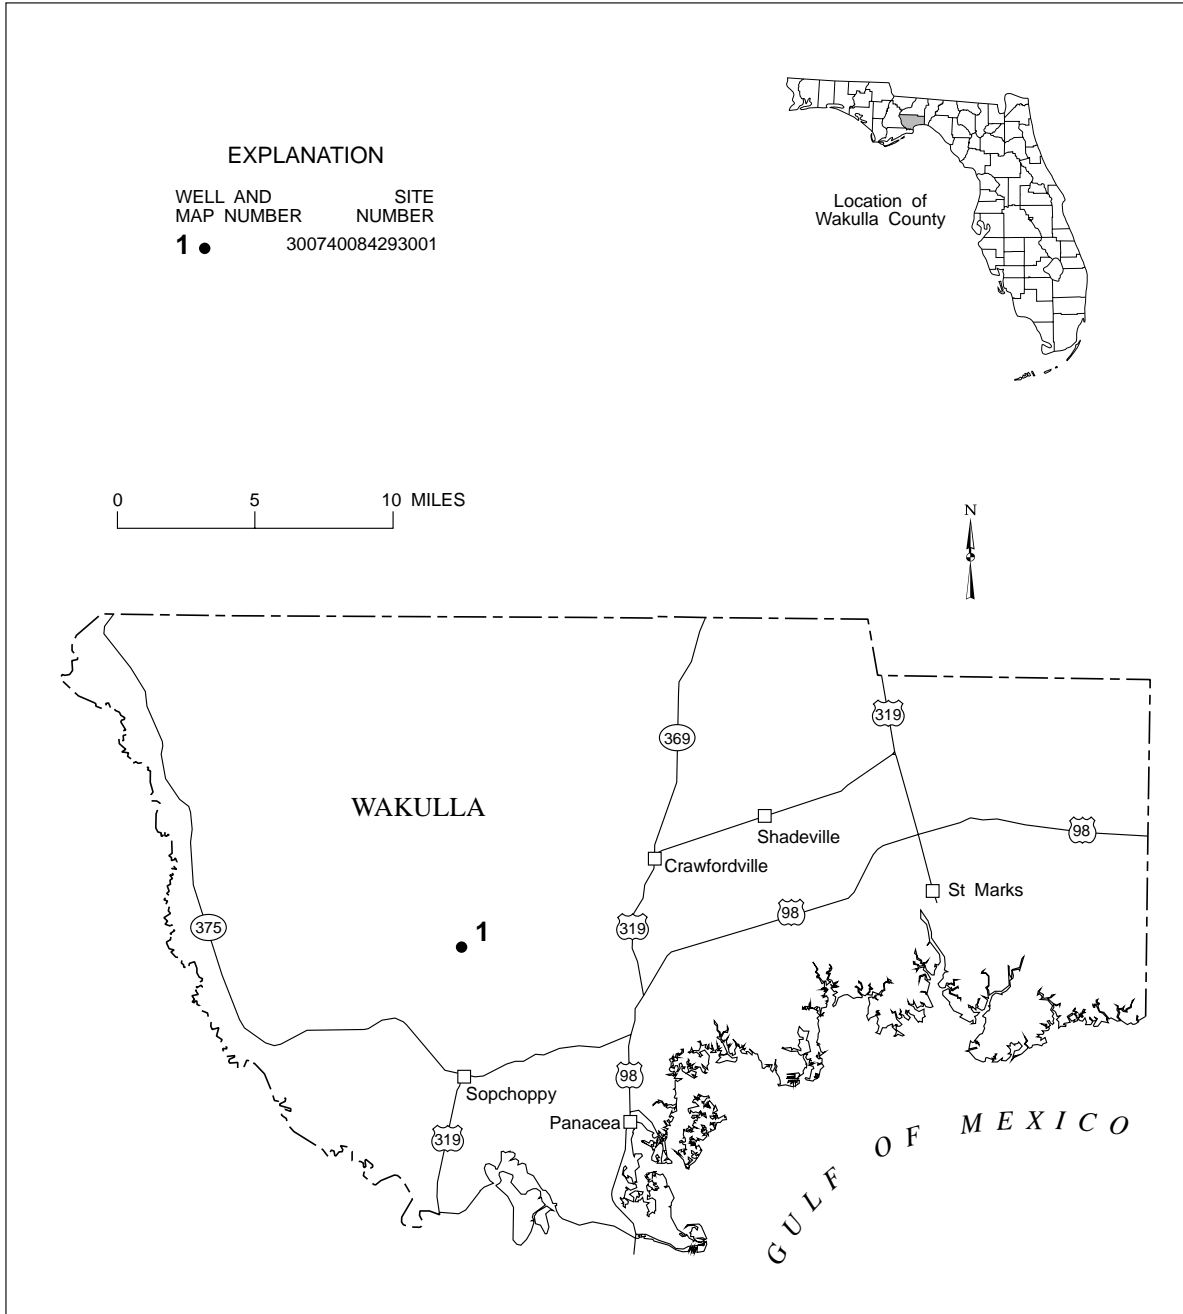 EXPLANATION
WELL AND SITE
MAP NUMBER NUMBER
1 300740084293001
Location of
Wakulla County
0 5 10 MILES
N
319
369
WAKULLA
Shadeville
98
Crawfordville
St Marks
98
375
319
1
98
Sopchoppy
Panacea
319
GULF OF MEXICO